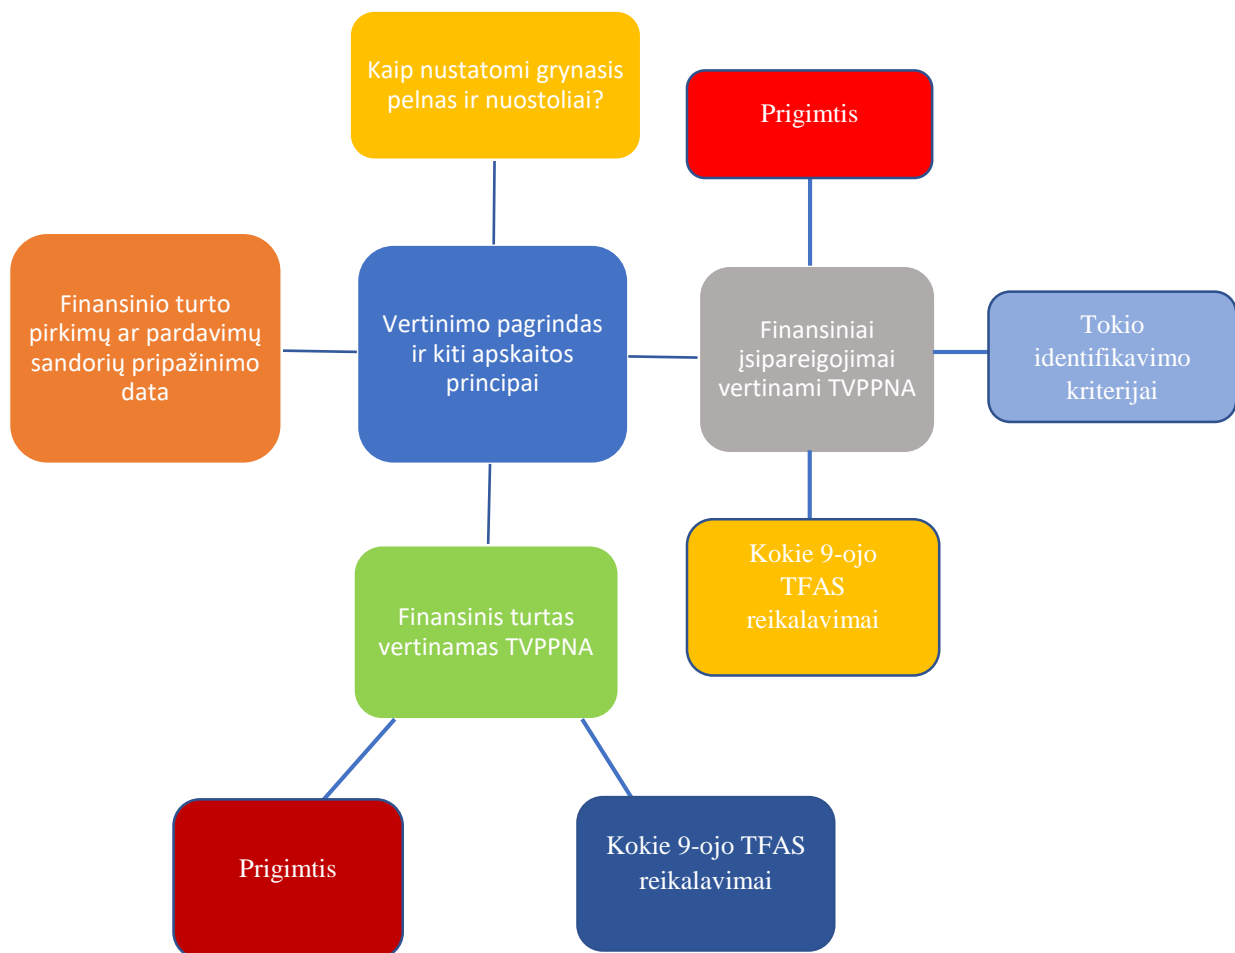 Kaip nustatomi grynasis
pelnas ir nuostoliai?
Prigimtis
Finansinio turto
pirkimų ar pardavimų
sandorių pripažinimo
data
Vertinimo pagrindas
ir kiti apskaitos
principai
Finansiniai
įsipareigojimai
vertinami TVPPNA
Tokio
identifikavimo
kriterijai
Kokie 9-ojo
TFAS
reikalavimai
Finansinis turtas
vertinamas TVPPNA
Prigimtis
Kokie 9-ojo TFAS
reikalavimai